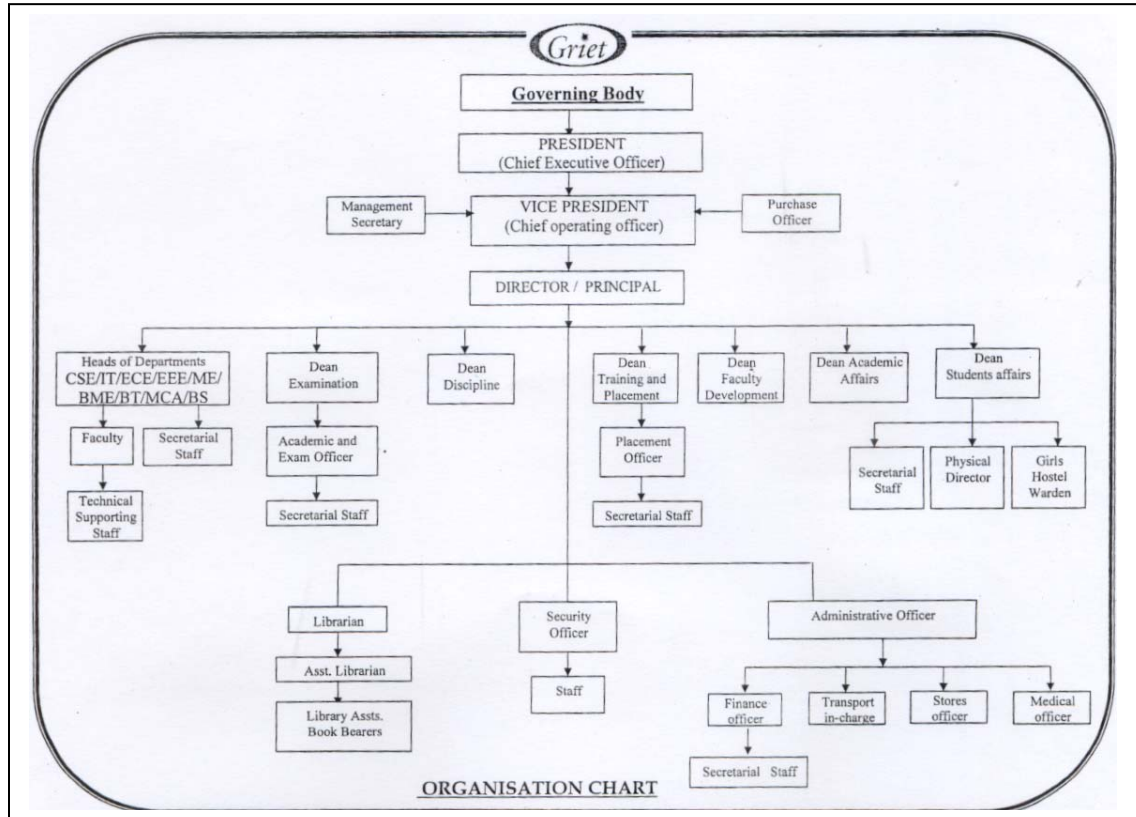 Griet
Governing Body
PRESIDENT
(Chief Executive Officer)
Management
Secretary
VICE PRESIDENT
(Chief operating officer)
Purchase
Officer
DIRECTOR / PRINCIPAL
Heads of Departments
CSE/IT/ECE/EEE/ME/
BME/BT/MCA/BS
Dean
Examination
Dean
Discipline
Dean
Training and
Placement
Dean
Faculty
Development
Dean Academic
Affairs
Dean
Students affairs
Faculty
Secretarial
Staff
Academic and
Exam Officer
Placement
Officer
Secretarial
Staff
Physical
Director
Girls
Hostel
Warden
Technical
Supporting
Staff
Secretarial Staff
Secretarial Staff
Librarian
Security
Officer
Administrative Officer
Asst. Librarian
Staff
Library Assts.
Book Bearers
Finance
officer
Transport
in-charge
Stores
officer
Medical
officer
Secretarial Staff
ORGANISATION CHART